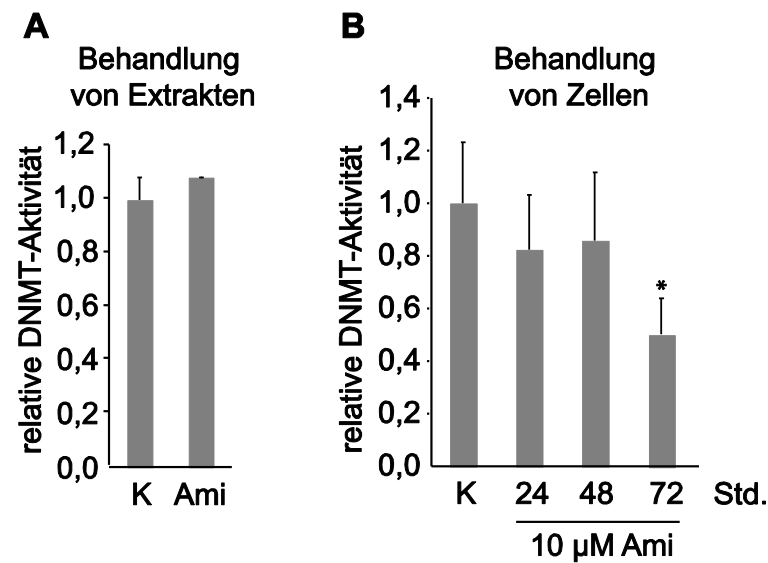 A
Behandlung
von Extrakten
relative DNMT-Aktivität
1,2
1,0
0,8
0,6
0,4
0,2
0,0
K Ami
B
Behandlung
von Zellen
relative DNMT-Aktivität
1,4
1,2
1,0
0,8
0,6
0,4
0,2
0,0
*
K 24 48 72 Std.
10 µM Ami